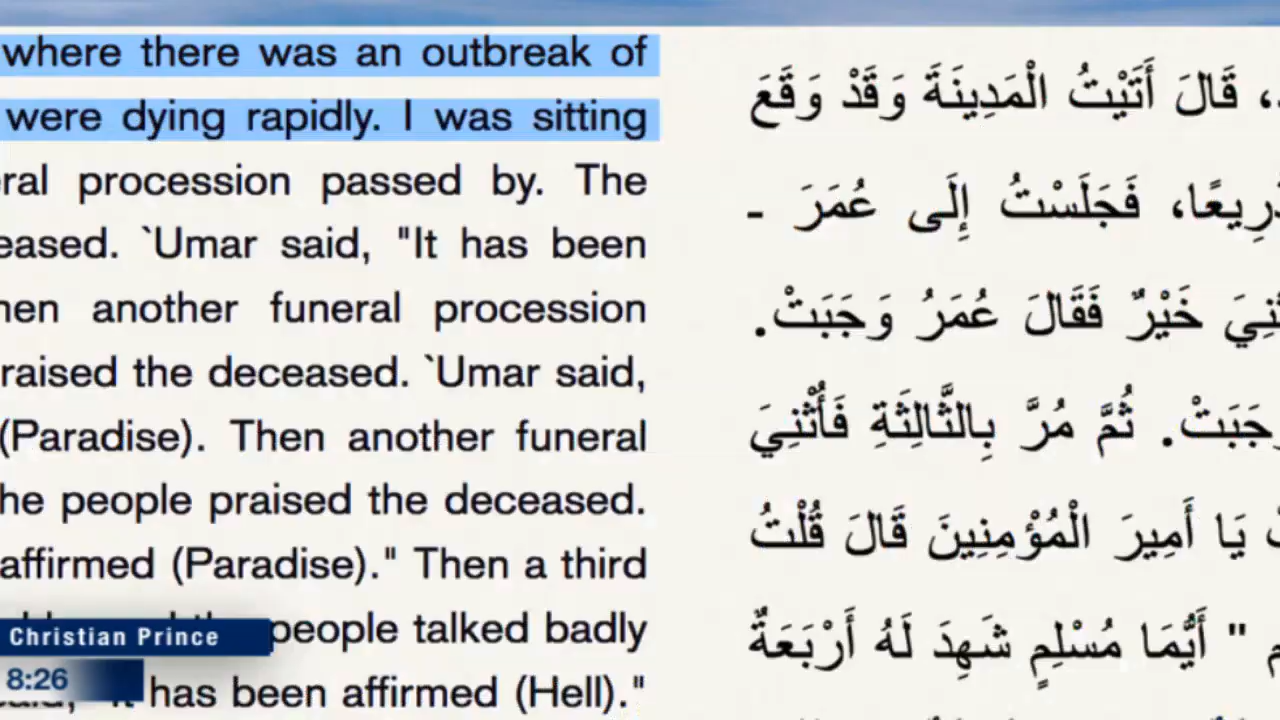 where there was an outbreak of
were dying rapidly. I was sitting
eral procession passed by. The
eased. `Umar said, "It has been
hen another funeral procession
raised the deceased. `Umar said,
(Paradise). Then another funeral
he people praised the deceased.
affirmed (Paradise)." Then a third
people talked badly
has been affirmed (Hell)."
، قَالَ أَتَيْتُ الْمَدِينَةَ وَقَدْ وَقَعَ
ذَرِيعًا، فَجَلَسْتُ إِلَى عُمَرَ ـ
خَيْرٌ فَقَالَ عُمَرُ وَجَبَتْ.
وَجَبَتْ. ثُمَّ مُرَّ بِالثَّالِثَةِ فَأُثْنِيَ
يَا أَمِيرَ الْمُؤْمِنِينَ قَالَ قُلْتُ
" أَيُّمَا مُسْلِمٍ شَهِدَ لَهُ أَرْبَعَةٌ
Christian Prince
8:26